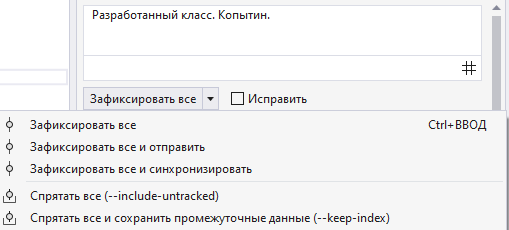 Разработанный класс. Копытин.
Зафиксировать все
Исправить
Зафиксировать все Ctrl+ВВОД
Зафиксировать все и отправить
Зафиксировать все и синхронизировать
Спрятать все (--include-untracked)
Спрятать все и сохранить промежуточные данные (--keep-index)